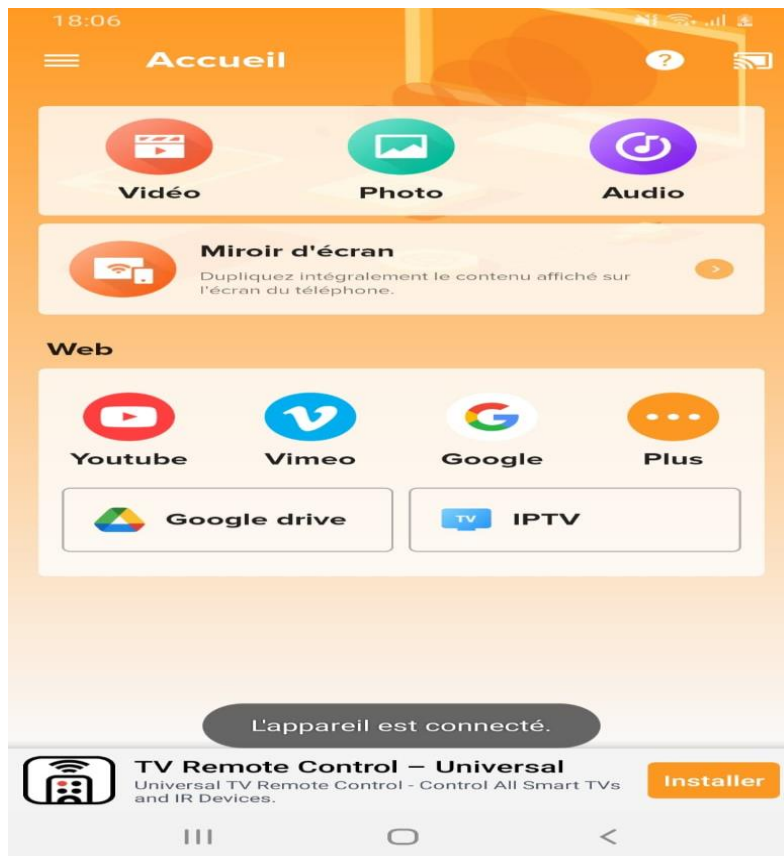 18:06
Accueil
?
Vidéo
Photo
Audio
Miroir d'écran
Dupliquez intégralement le contenu affiché sur
l'écran du téléphone.
Web
Youtube
Vimeo
Google
Plus
Google drive
TV
IPTV
L'appareil est connecté.
TV Remote Control – Universal
Universal TV Remote Control - Control All Smart TVs
and IR Devices.
Installer